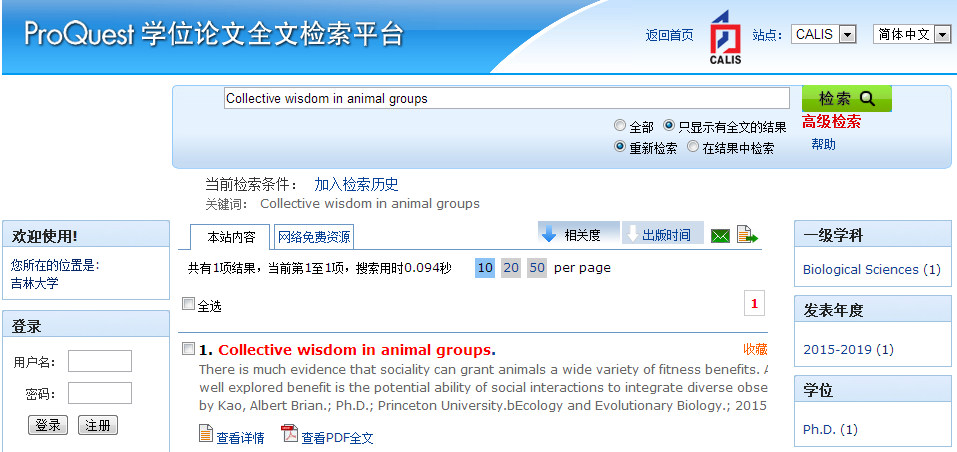 ProQuest 学位论文全文检索平台
返回首页
CALIS
站点: CALIS 简体中文
Collective wisdom in animal groups
检索
全部 只显示有全文的结果
高级检索
重新检索 在结果中检索
帮助
当前检索条件: 加入检索历史
关键词: Collective wisdom in animal groups
欢迎使用!
您所在的位置是:
吉林大学
登录
用户名:
密码:
登录 注册
本站内容 网络免费资源
相关度 出版时间
共有1项结果，当前第1至1项，搜索用时0.094秒 10 20 50 per page
全选
1
1. Collective wisdom in animal groups.
收藏
There is much evidence that sociality can grant animals a wide variety of fitness benefits.
well explored benefit is the potential ability of social interactions to integrate diverse obse
by Kao, Albert Brian.; Ph.D.; Princeton University.bEcology and Evolutionary Biology.; 2015
查看详情 查看PDF全文
一级学科
Biological Sciences (1)
发表年度
2015-2019 (1)
学位
Ph.D. (1)